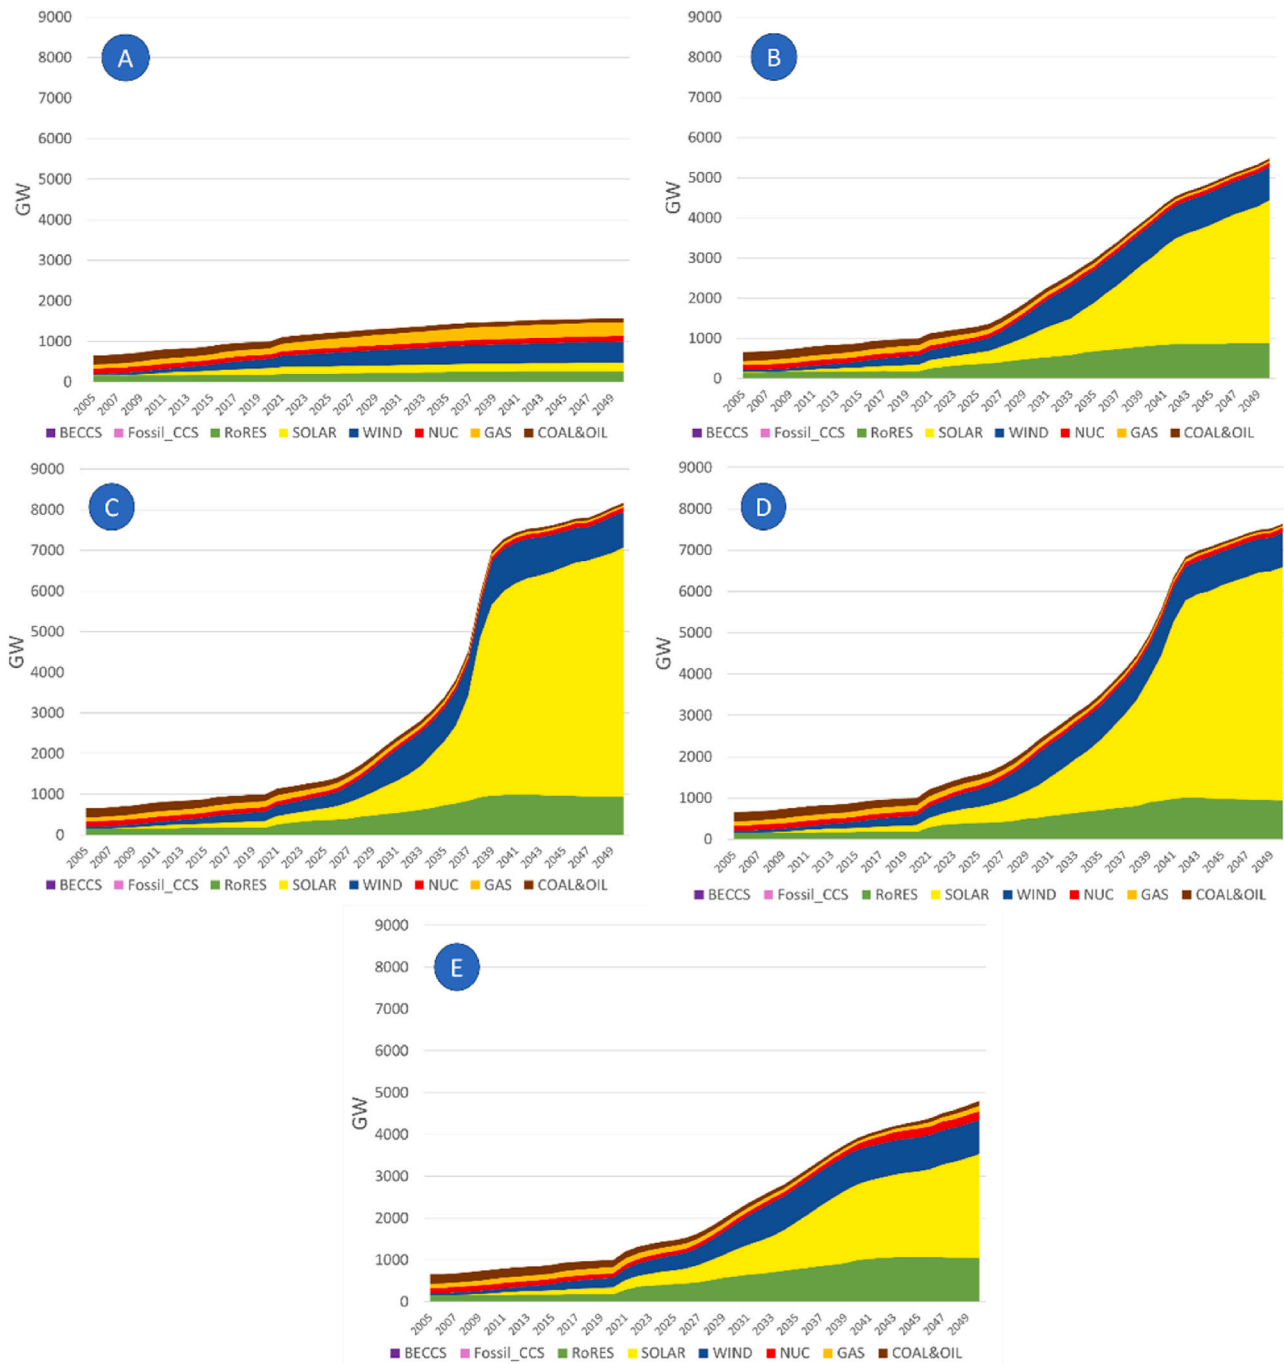 A
9000
8000
7000
6000
5000
4000
3000
2000
1000
0
GW
2005 2007 2009 2011 2013 2015 2017 2019 2021 2023 2025 2027 2029 2031 2033 2035 2037 2039 2041 2043 2045 2047 2049
BECCS Fossil_CCS RoRES SOLAR WIND NUC GAS COAL&OIL
B
9000
8000
7000
6000
5000
4000
3000
2000
1000
0
GW
2005 2007 2009 2011 2013 2015 2017 2019 2021 2023 2025 2027 2029 2031 2033 2035 2037 2039 2041 2043 2045 2047 2049
BECCS Fossil_CCS RoRES SOLAR WIND NUC GAS COAL&OIL
C
9000
8000
7000
6000
5000
4000
3000
2000
1000
0
GW
2005 2007 2009 2011 2013 2015 2017 2019 2021 2023 2025 2027 2029 2031 2033 2035 2037 2039 2041 2043 2045 2047 2049
BECCS Fossil_CCS RoRES SOLAR WIND NUC GAS COAL&OIL
D
9000
8000
7000
6000
5000
4000
3000
2000
1000
0
GW
2005 2007 2009 2011 2013 2015 2017 2019 2021 2023 2025 2027 2029 2031 2033 2035 2037 2039 2041 2043 2045 2047 2049
BECCS Fossil_CCS RoRES SOLAR WIND NUC GAS COAL&OIL
E
9000
8000
7000
6000
5000
4000
3000
2000
1000
0
GW
2005 2007 2009 2011 2013 2015 2017 2019 2021 2023 2025 2027 2029 2031 2033 2035 2037 2039 2041 2043 2045 2047 2049
BECCS Fossil_CCS RoRES SOLAR WIND NUC GAS COAL&OIL